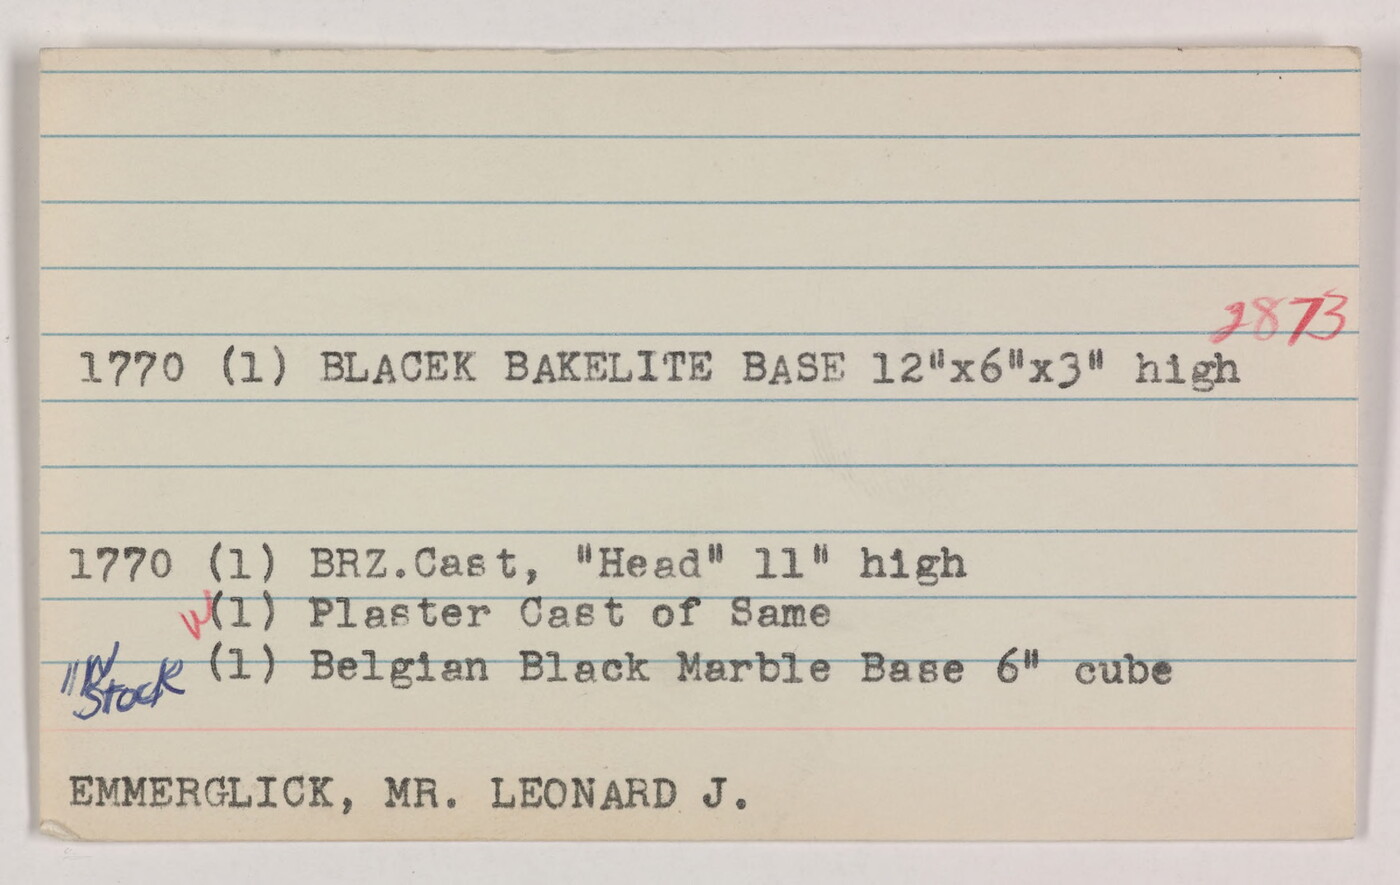 2873
1770 (1) BLACEK BAKELITE BASE 12"x6"x3" high
1770 (1) BRZ.Cast, "Head" 11" high
(1) Plaster Cast of Same
(1) Belgian Black Marble Base 6" cube
"IN
Stock
EMMERGLICK, MR. LEONARD J.